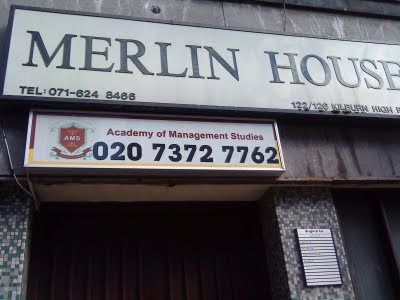 MERLIN HOUSE
TEL: 071-624 8466
122/126 KILBURN HIGH
Academy of Management Studies
AMS
020 7372 7762